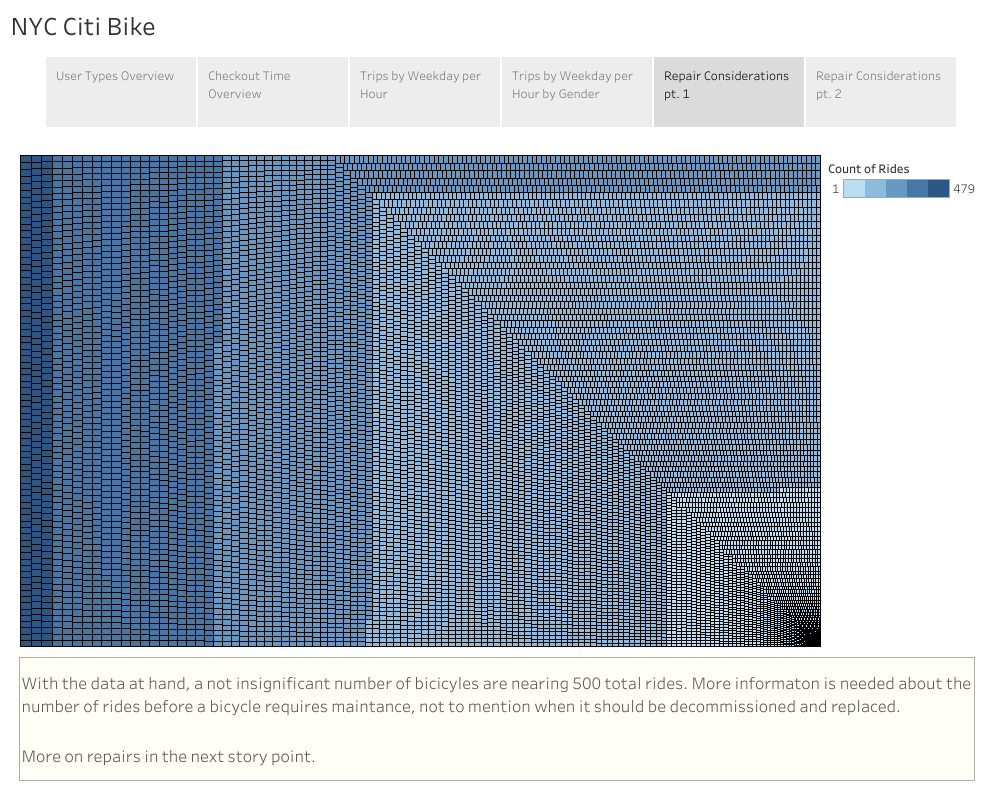 NYC Citi Bike
User Types Overview
Checkout Time
Overview
Trips by Weekday per
Hour
Trips by Weekday per
Hour by Gender
Repair Considerations
pt. 1
Repair Considerations
pt. 2
Count of Rides
1 479
With the data at hand, a not insignificant number of bicicyles are nearing 500 total rides. More informaton is needed about the
number of rides before a bicycle requires maintance, not to mention when it should be decommissioned and replaced.
More on repairs in the next story point.